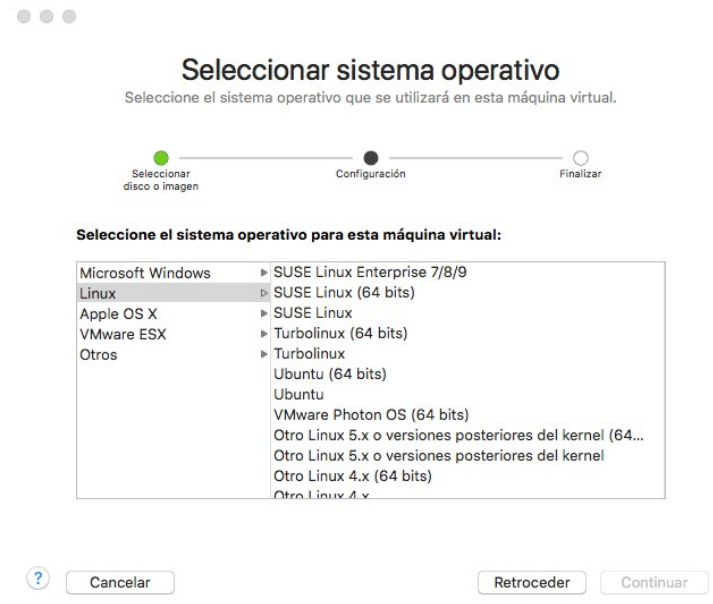 Seleccionar sistema operativo
Seleccione el sistema operativo que se utilizará en esta máquina virtual.
Seleccionar
disco o imagen
Configuración
Finalizar
Seleccione el sistema operativo para esta máquina virtual:
Microsoft Windows
Linux
Apple OS X
VMware ESX
Otros
SUSE Linux Enterprise 7/8/9
SUSE Linux (64 bits)
SUSE Linux
Turbolinux (64 bits)
Turbolinux
Ubuntu (64 bits)
Ubuntu
VMware Photon OS (64 bits)
Otro Linux 5.x o versiones posteriores del kernel (64...
Otro Linux 5.x o versiones posteriores del kernel
Otro Linux 4.x (64 bits)
Otro Linux 4.x
?
Cancelar
Retroceder
Continuar